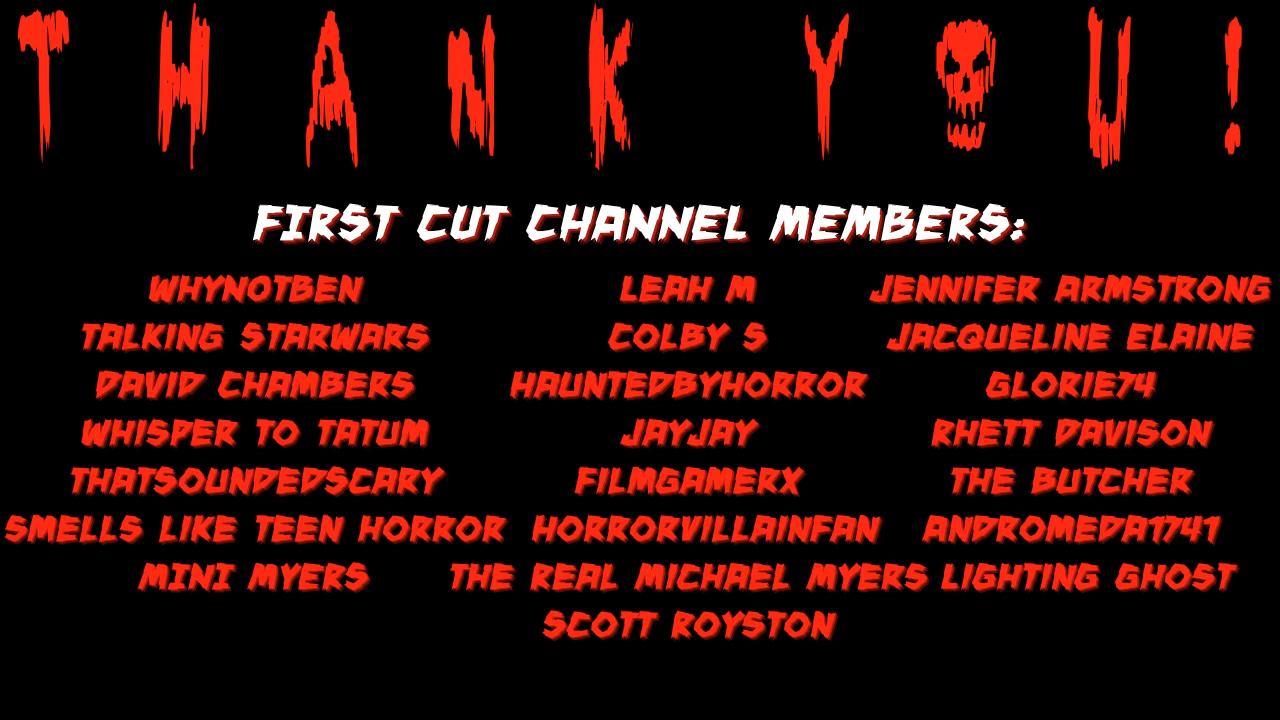 THANK YOU!
FIRST CUT CHANNEL MEMBERS:
WHYNOTBEN LEAH M JENNIFER ARMSTRONG
TALKING STARWARS COLBY S JACQUELINE ELAINE
DAVID CHAMBERS HAUNTEDBYHORROR GLORIE74
WHISPER TO TATUM JAYJAY RHETT DAVISON
THATSOUNDEDSCARY FILMGAMERX THE BUTCHER
SMELLS LIKE TEEN HORROR HORRORVILLAINFAN ANDROMEDA1741
MINI MYERS THE REAL MICHAEL MYERS LIGHTING GHOST
SCOTT ROYSTON